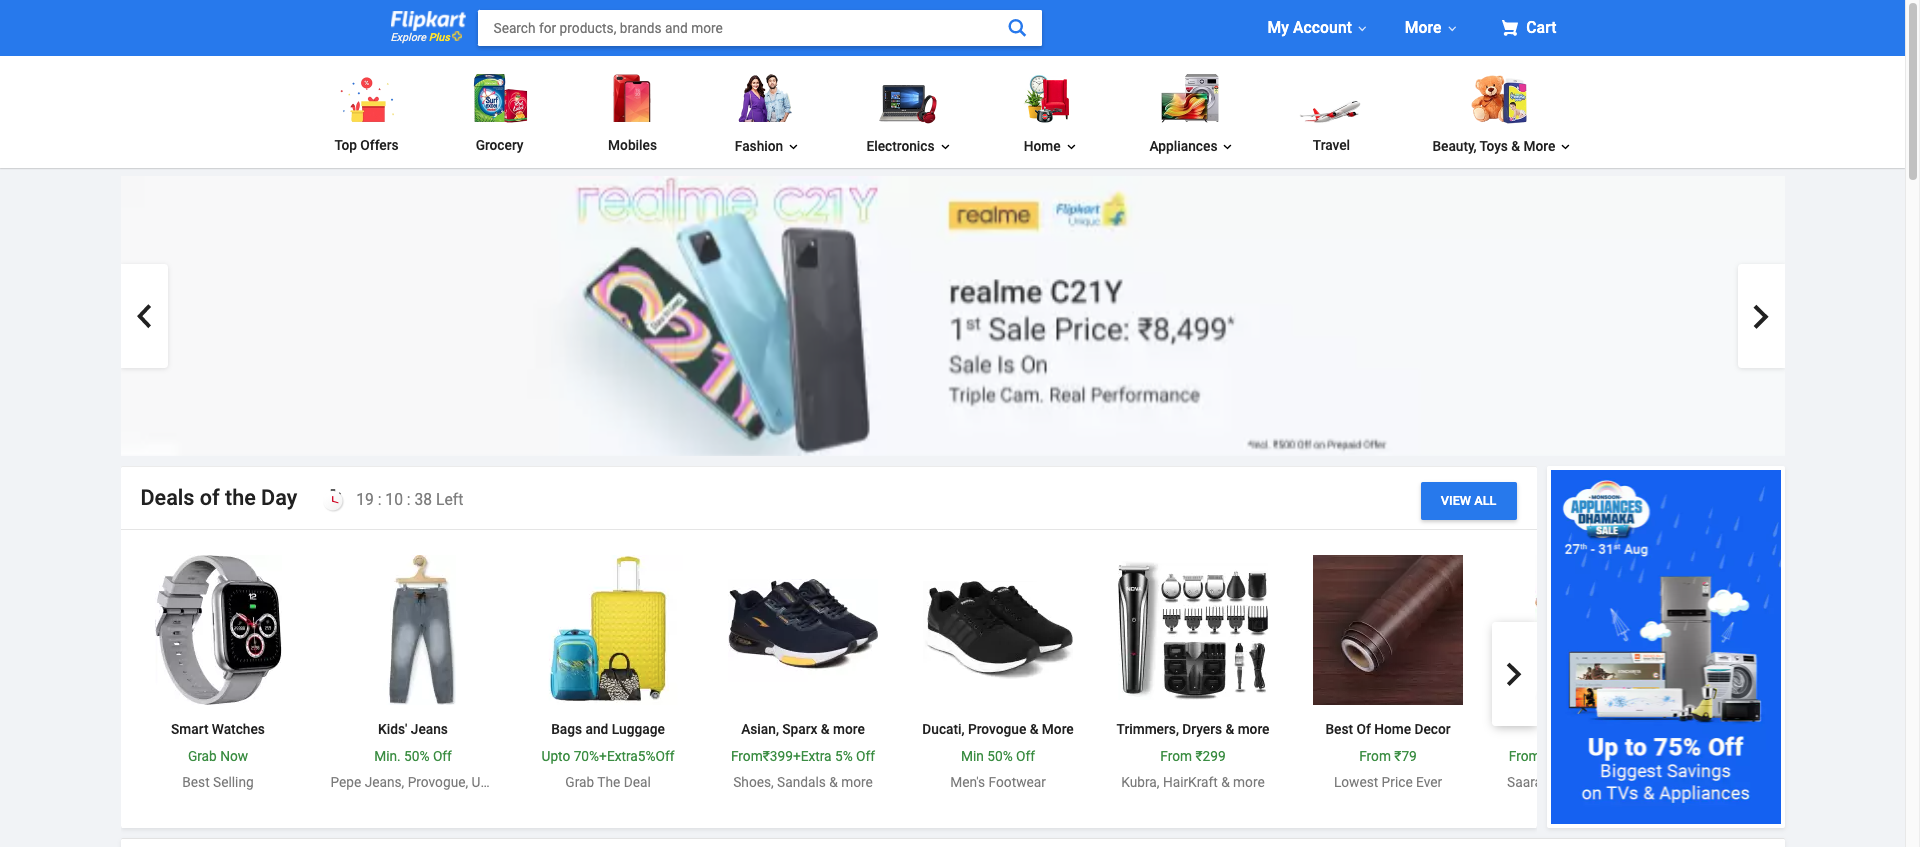 Flipkart
Explore Plus
Search for products, brands and more
My Account
More
Cart
Top Offers
Grocery
Mobiles
Fashion
Electronics
Home
Appliances
Travel
Beauty, Toys & More
realme C21Y
realme
Flipkart
Unique
realme C21Y
1st Sale Price: ₹8,499*
Sale Is On
Triple Cam. Real Performance
*Incl. ₹500 Off on Prepaid Offer
Deals of the Day
19 : 10 : 38 Left
VIEW ALL
Smart Watches
Grab Now
Best Selling
Kids' Jeans
Min. 50% Off
Pepe Jeans, Provogue, U...
Bags and Luggage
Upto 70%+Extra5%Off
Grab The Deal
Asian, Sparx & more
From₹399+Extra 5% Off
Shoes, Sandals & more
Ducati, Provogue & More
Min 50% Off
Men's Footwear
NOVA
Trimmers, Dryers & more
From ₹299
Kubra, HairKraft & more
Best Of Home Decor
From ₹79
Lowest Price Ever
From
MONSOON
APPLIANCES
DHAMAKA
SALE
27th - 31st Aug
Up to 75% Off
Biggest Savings
on TVs & Appliances